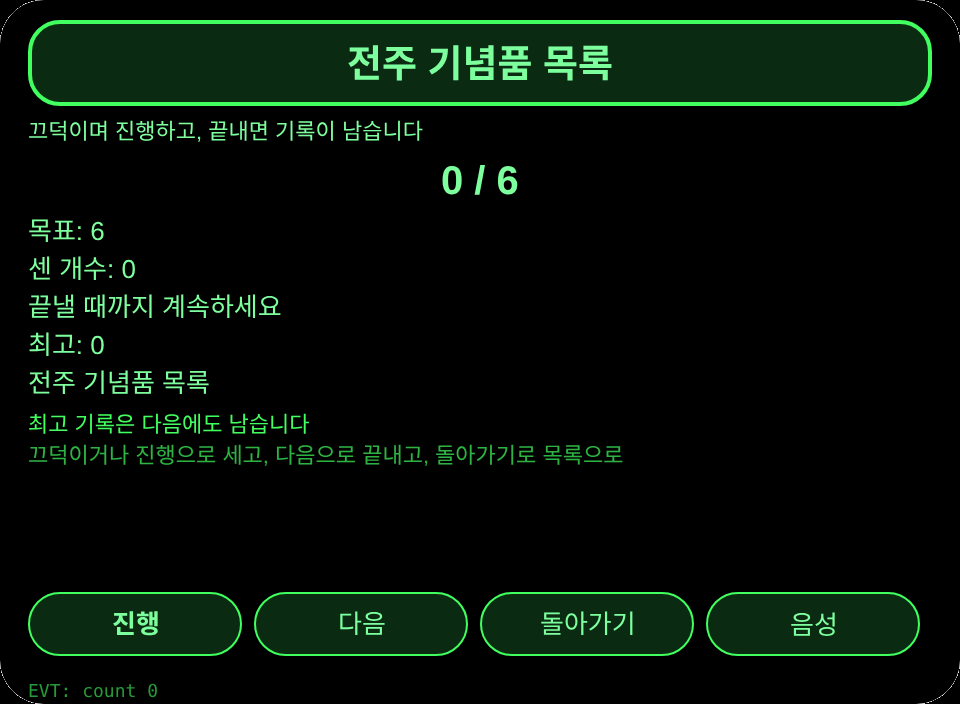 전주 기념품 목록
끄덕이며 진행하고, 끝내면 기록이 남습니다
0 / 6
목표: 6
센 개수: 0
끝낼 때까지 계속하세요
최고: 0
전주 기념품 목록
최고 기록은 다음에도 남습니다
끄덕이거나 진행으로 세고, 다음으로 끝내고, 돌아가기로 목록으로
진행 다음 돌아가기 음성
EVT: count 0